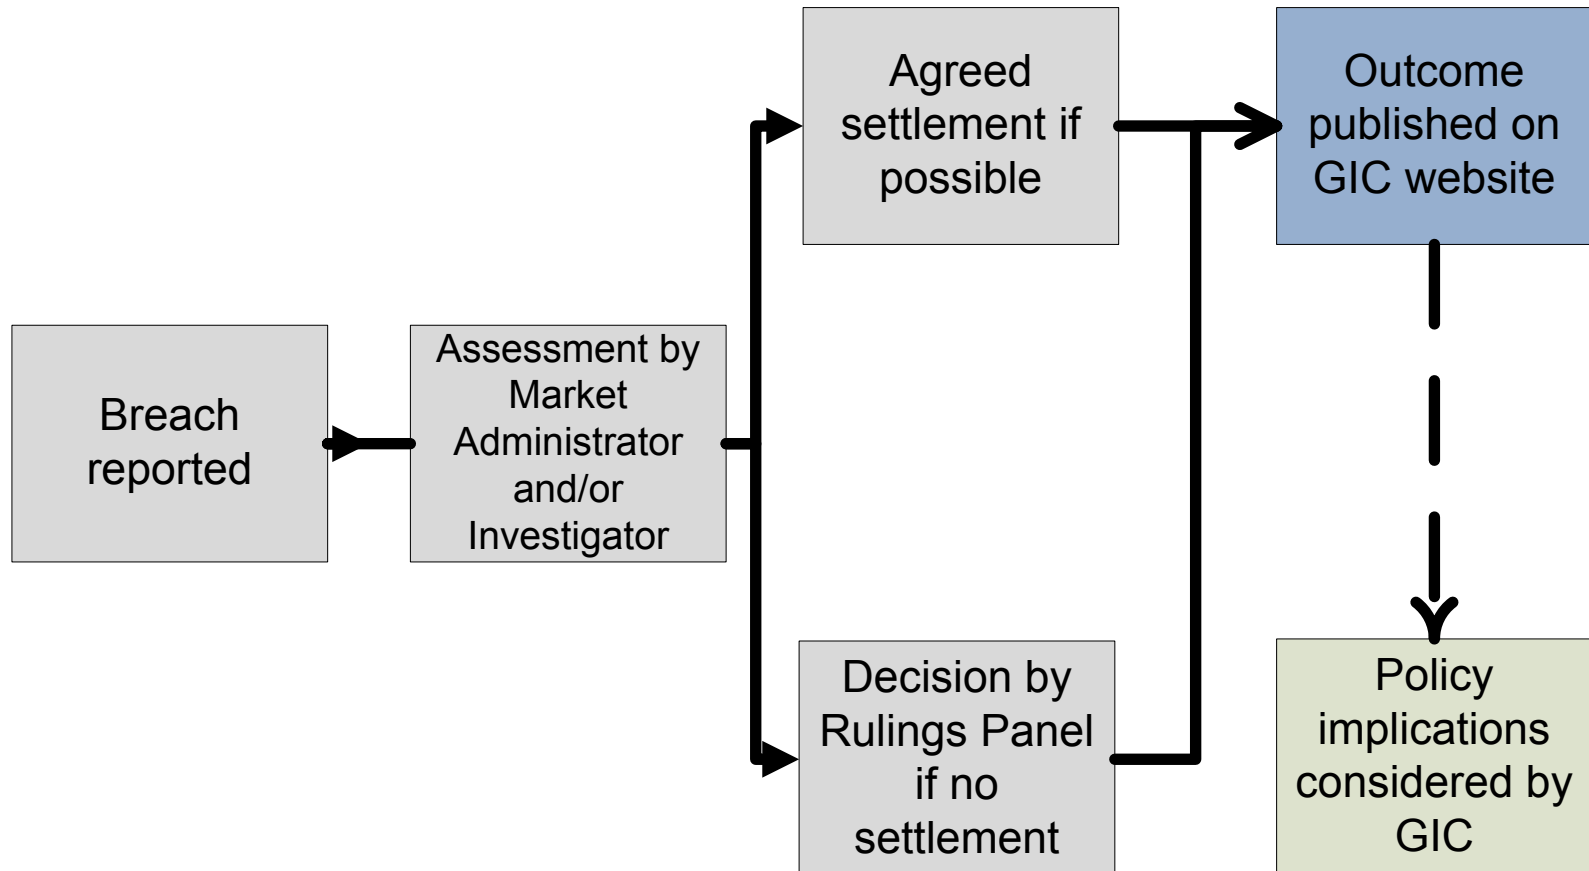 Breach
reported
Assessment by
Market
Administrator
and/or
Investigator
Agreed
settlement if
possible
Decision by
Rulings Panel
if no
settlement
Outcome
published on
GIC website
Policy
implications
considered by
GIC